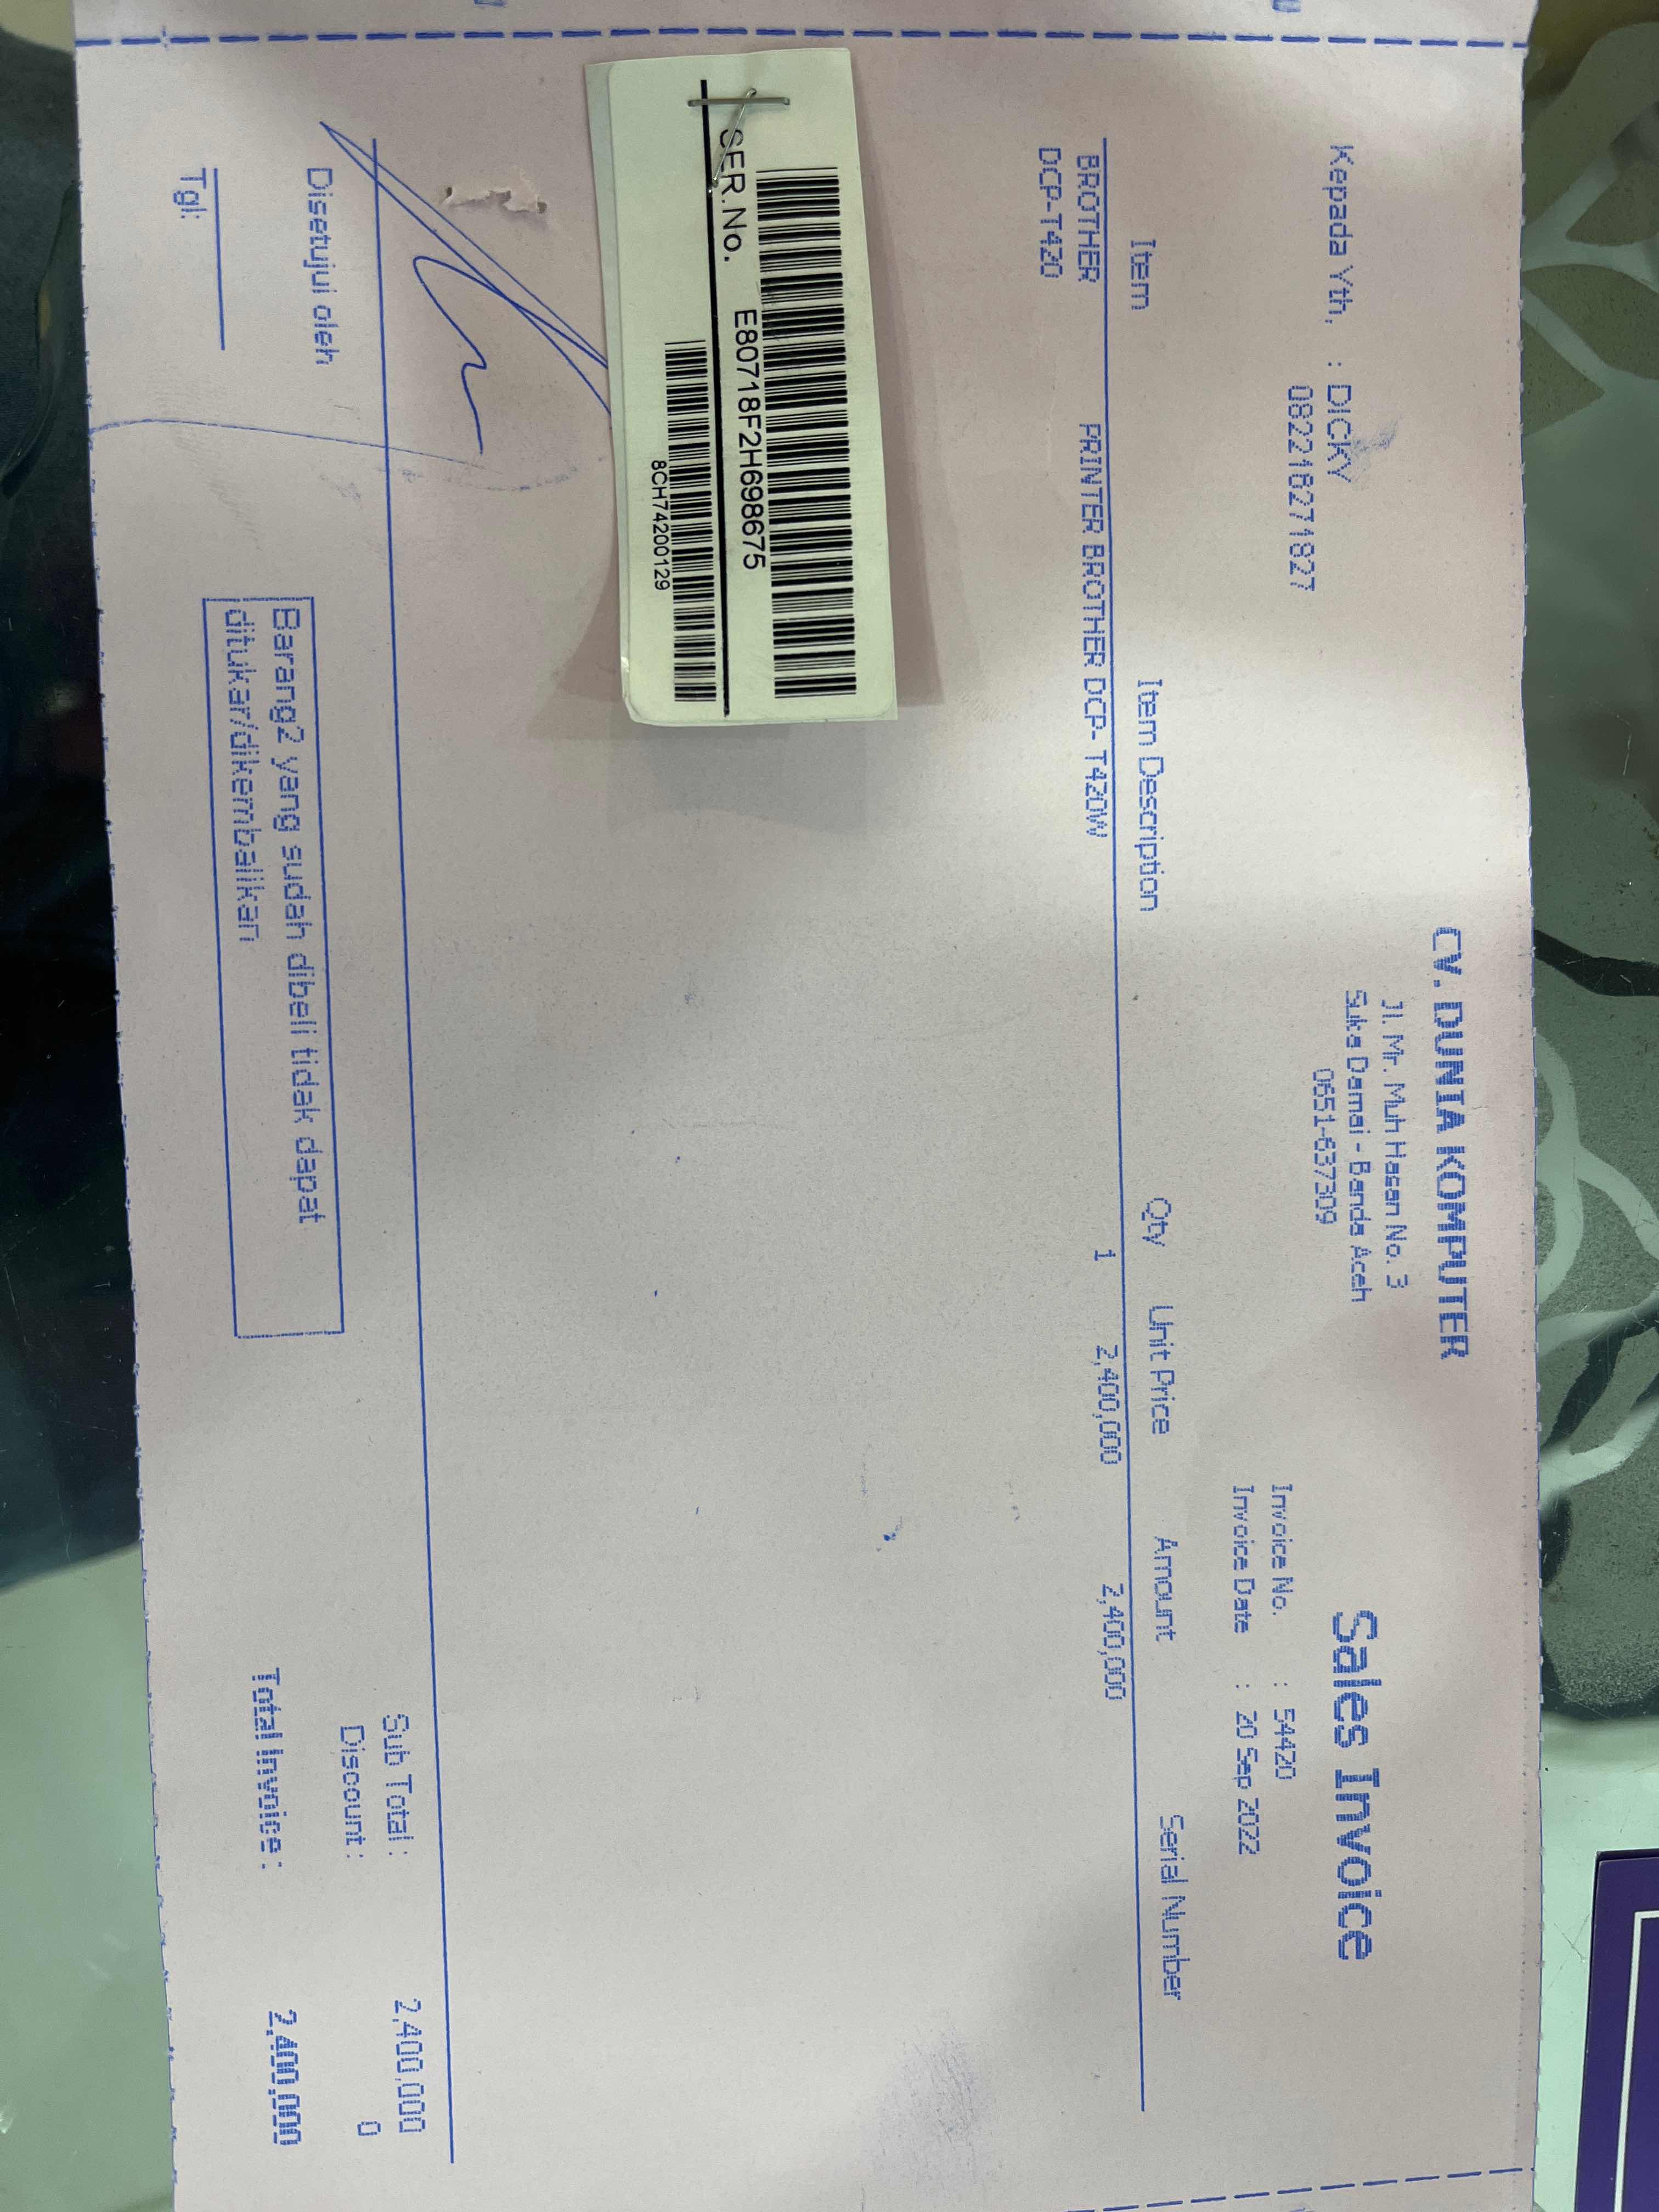 CV. DUNIA KOMPUTER
Jl. Mr. Muh Hasan No. 3
Suka Damai - Banda Aceh
0651-637309
Sales Invoice
Kepada Yth, : DICKY
082216271827
Invoice No. : 54420
Invoice Date : 20 Sep 2022
Item Item Description Qty Unit Price Amount Serial Number
BROTHER PRINTER BROTHER DCP- T420W 1 2,400,000 2,400,000
DCP-T420
SER.No. E80718F2H698675
8CH74200129
Sub Total : 2,400,000
Discount : 0
Total Invoice : 2,400,000
Disetujui oleh
Barang2 yang sudah dibeli tidak dapat
ditukar/dikembalikan
Tgl: